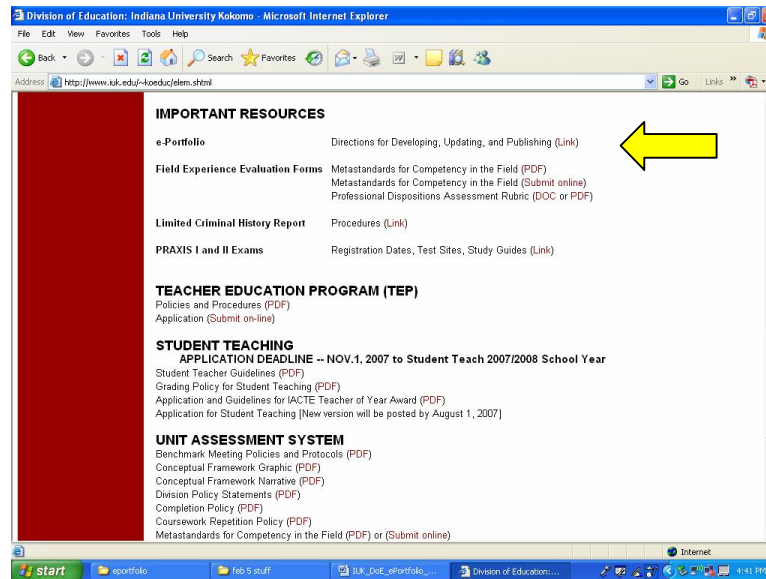 Division of Education: Indiana University Kokomo - Microsoft Internet Explorer
File Edit View Favorites Tools Help
Back Search Favorites
Address http://www.iuk.edu/~koeduc/elem.shtml Go Links »
IMPORTANT RESOURCES
e-Portfolio Directions for Developing, Updating, and Publishing (Link)
Field Experience Evaluation Forms Metastandards for Competency in the Field (PDF)
Metastandards for Competency in the Field (Submit online)
Professional Dispositions Assessment Rubric (DOC or PDF)
Limited Criminal History Report Procedures (Link)
PRAXIS I and II Exams Registration Dates, Test Sites, Study Guides (Link)
TEACHER EDUCATION PROGRAM (TEP)
Policies and Procedures (PDF)
Application (Submit on-line)
STUDENT TEACHING
APPLICATION DEADLINE -- NOV.1, 2007 to Student Teach 2007/2008 School Year
Student Teacher Guidelines (PDF)
Grading Policy for Student Teaching (PDF)
Application and Guidelines for IACTE Teacher of Year Award (PDF)
Application for Student Teaching [New version will be posted by August 1, 2007]
UNIT ASSESSMENT SYSTEM
Benchmark Meeting Policies and Protocols (PDF)
Conceptual Framework Graphic (PDF)
Conceptual Framework Narrative (PDF)
Division Policy Statements (PDF)
Completion Policy (PDF)
Coursework Repetition Policy (PDF)
Metastandards for Competency in the Field (PDF) or (Submit online)
Internet
start eportfolio feb 5 stuff IUK_DoE_ePortfolio_... Division of Education:... 4:41 PM